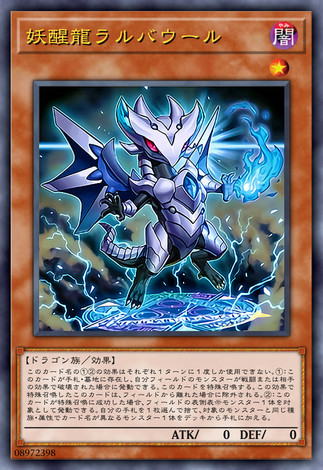 妖醒龍ラルバウール
やみ
闇
【ドラゴン族／効果】
このカード名の①②の効果はそれぞれ１ターンに１度しか使用できない。①：こ
のカードが手札・墓地に存在し、自分フィールドのモンスターが戦闘または相手
の効果で破壊された場合に発動できる。このカードを特殊召喚する。この効果で
特殊召喚したこのカードは、フィールドから離れた場合に除外される。②：この
カードが特殊召喚に成功した場合、フィールドの表側表示モンスター１体を対
象として発動できる。自分の手札を１枚選んで捨て、対象のモンスターと同じ種
族・属性でカード名が異なるモンスター１体をデッキから手札に加える。
ATK/ 0 DEF/ 0
08972398